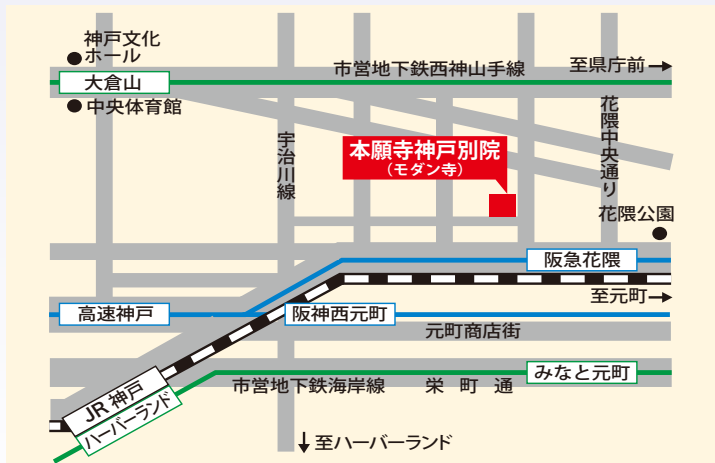 神戸文化
ホール
大倉山
中央体育館
市営地下鉄西神山手線
至県庁前
宇治川線
本願寺神戸別院
（モダン寺）
花隈中央通り
花隈公園
阪急花隈
至元町
高速神戸
阪神西元町
元町商店街
みなと元町
市営地下鉄海岸線
栄町通
JR神戸
ハーバーランド
至ハーバーランド